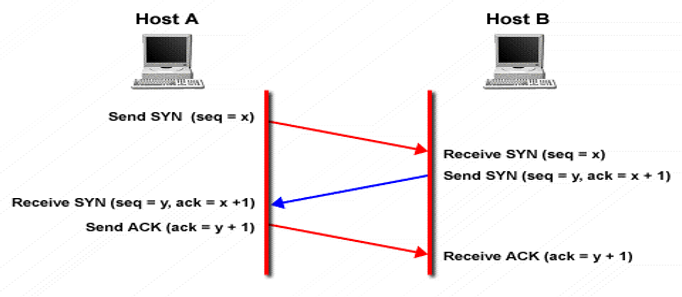 Host A
Host B
Send SYN (seq = x)
Receive SYN (seq = x)
Send SYN (seq = y, ack = x + 1)
Receive SYN (seq = y, ack = x +1)
Send ACK (ack = y + 1)
Receive ACK (ack = y + 1)